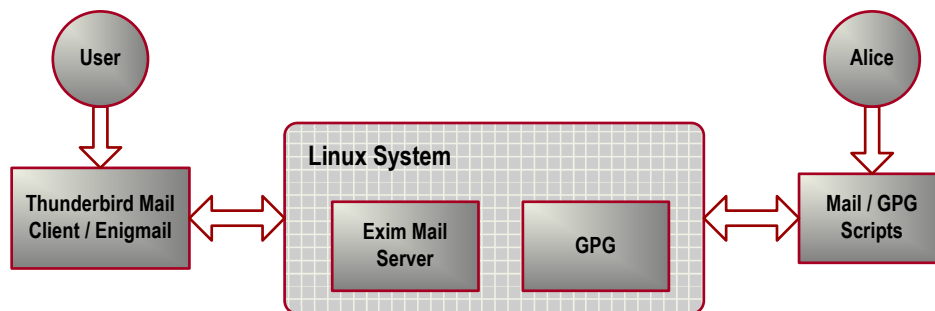 User
Alice
Linux System
Thunderbird Mail
Client / Enigmail
Exim Mail
Server
GPG
Mail / GPG
Scripts